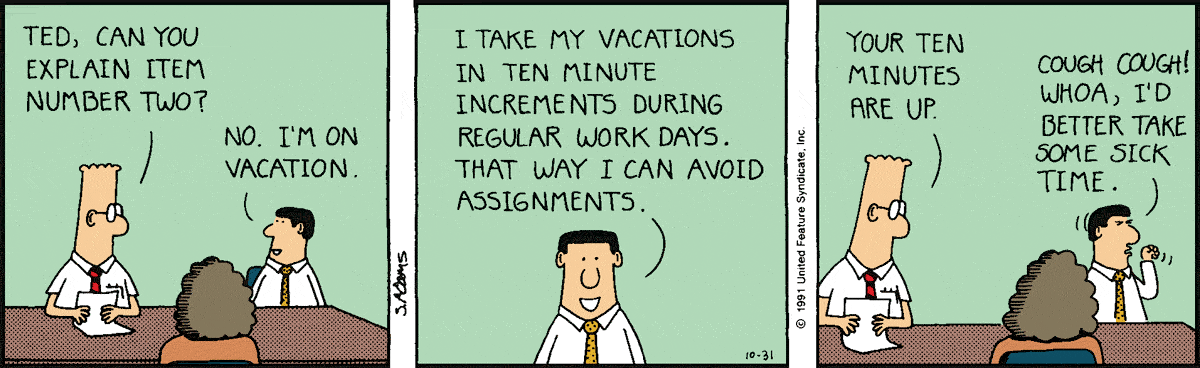 TED, CAN YOU
EXPLAIN ITEM
NUMBER TWO?
NO. I'M ON
VACATION.
S.Adams
I TAKE MY VACATIONS
IN TEN MINUTE
INCREMENTS DURING
REGULAR WORK DAYS.
THAT WAY I CAN AVOID
ASSIGNMENTS.
10-31
© 1991 United Feature Syndicate, Inc.
YOUR TEN
MINUTES
ARE UP.
COUGH COUGH!
WHOA, I'D
BETTER TAKE
SOME SICK
TIME.